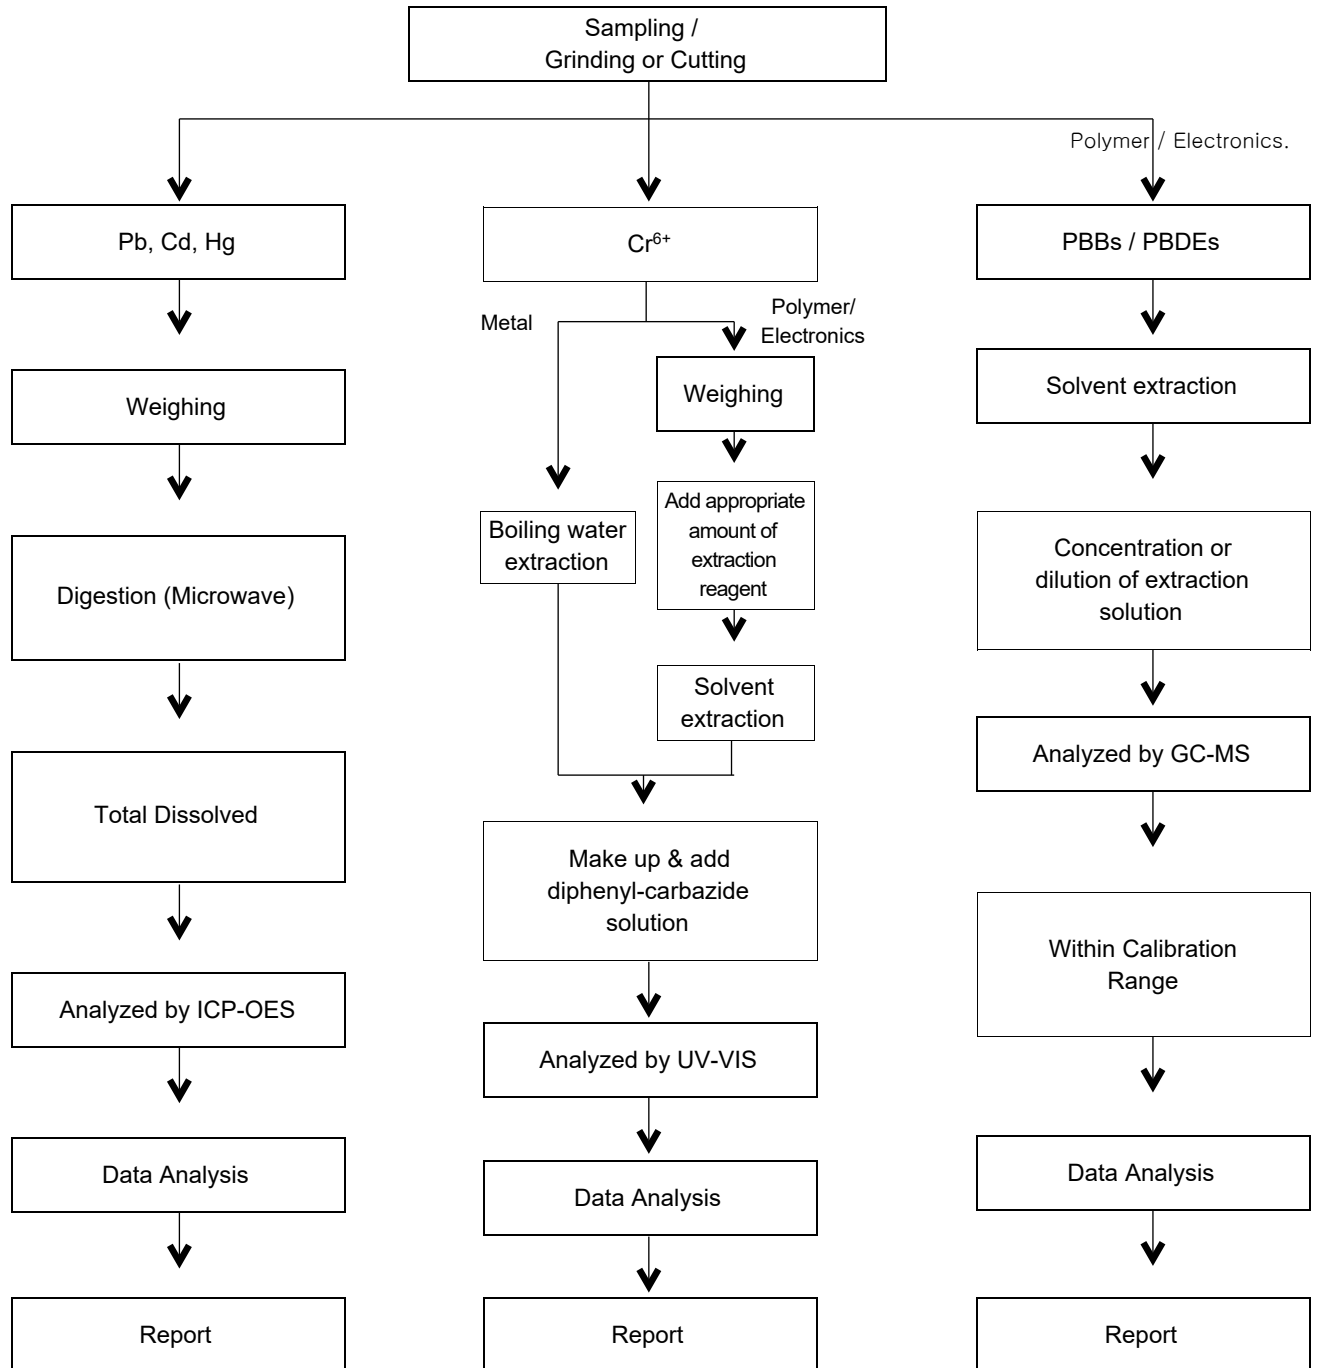 Sampling /
Grinding or Cutting
Polymer / Electronics.
Pb, Cd, Hg
Weighing
Digestion (Microwave)
Total Dissolved
Analyzed by ICP-OES
Data Analysis
Report
Cr⁶⁺
Metal
Boiling water
extraction
Polymer/
Electronics
Weighing
Add appropriate
amount of
extraction
reagent
Solvent
extraction
Make up & add
diphenyl-carbazide
solution
Analyzed by UV-VIS
Data Analysis
Report
PBBs / PBDEs
Solvent extraction
Concentration or
dilution of extraction
solution
Analyzed by GC-MS
Within Calibration
Range
Data Analysis
Report